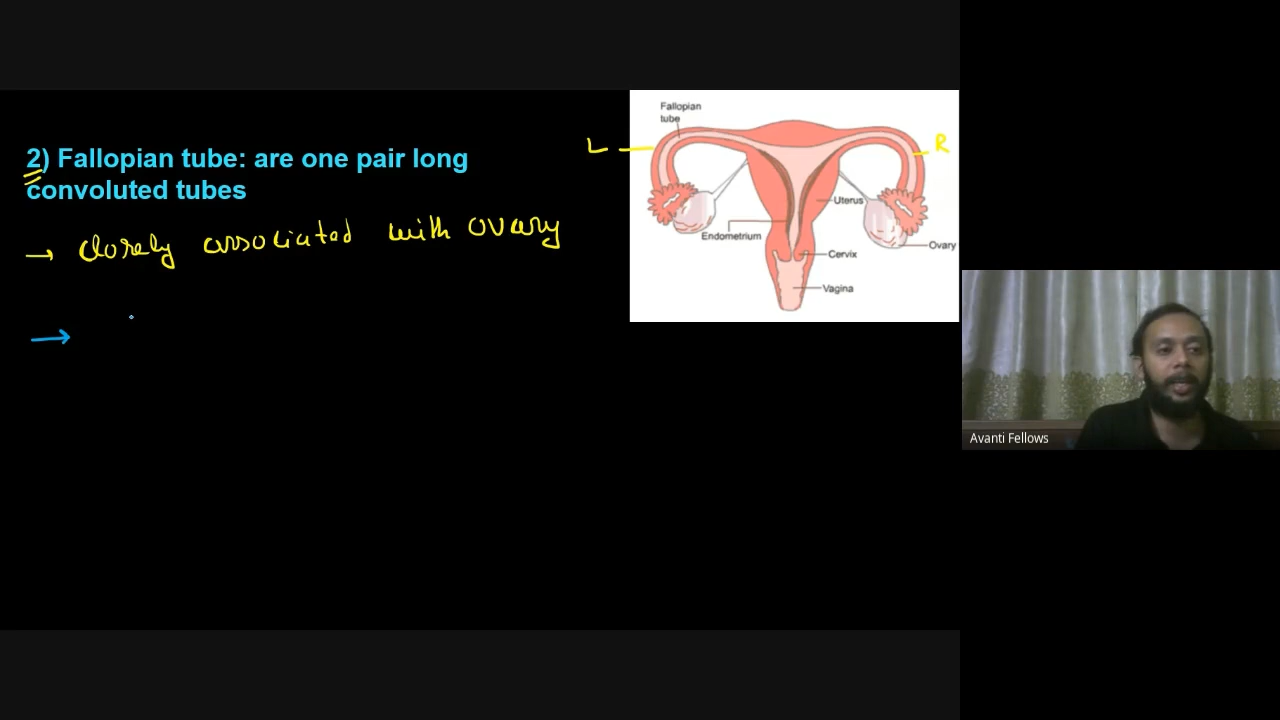 2) Fallopian tube: are one pair long
convoluted tubes
→ closely associated with ovary
→
Fallopian
tube
L
R
Uterus
Endometrium
Ovary
Cervix
Vagina
Avanti Fellows